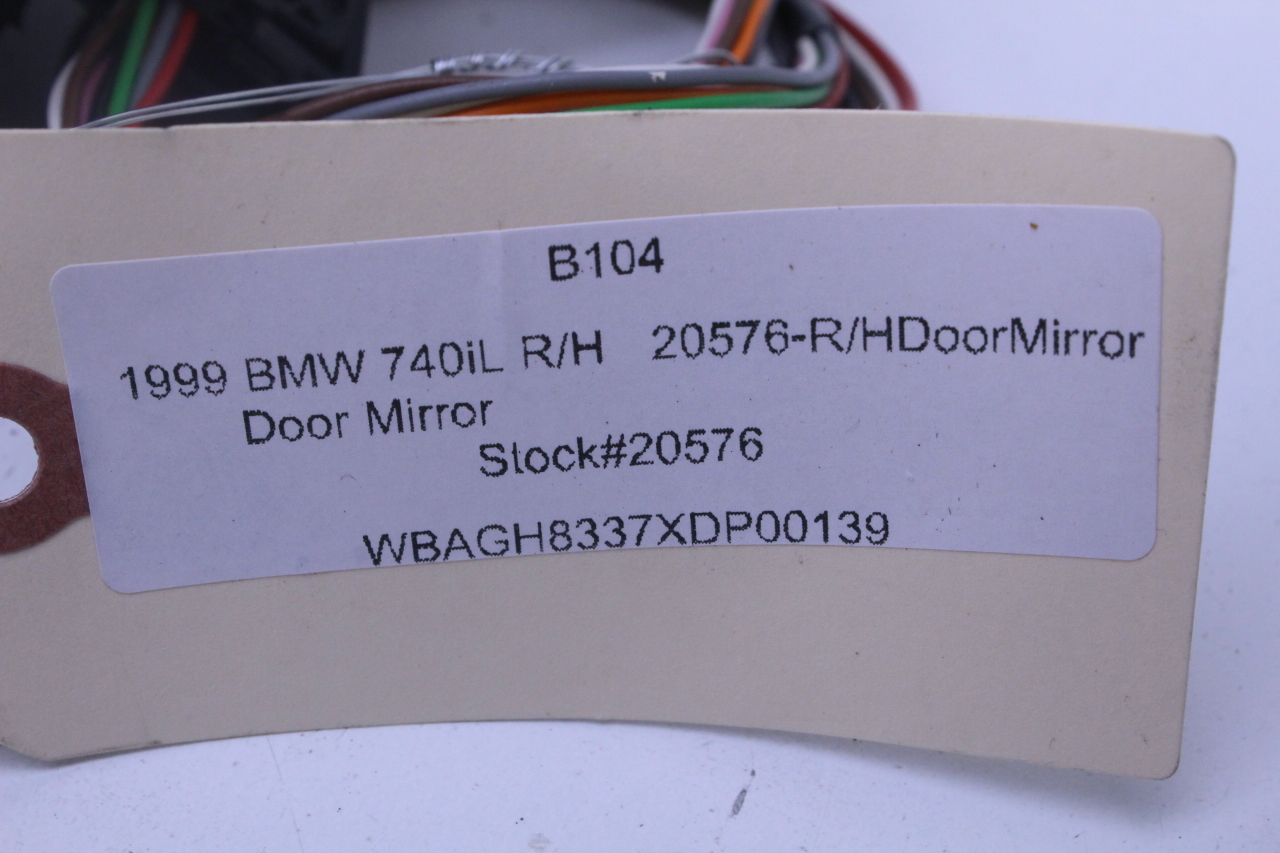 B104
1999 BMW 740iL R/H 20576-R/HDoorMirror
Door Mirror
Stock#20576
WBAGH8337XDP00139